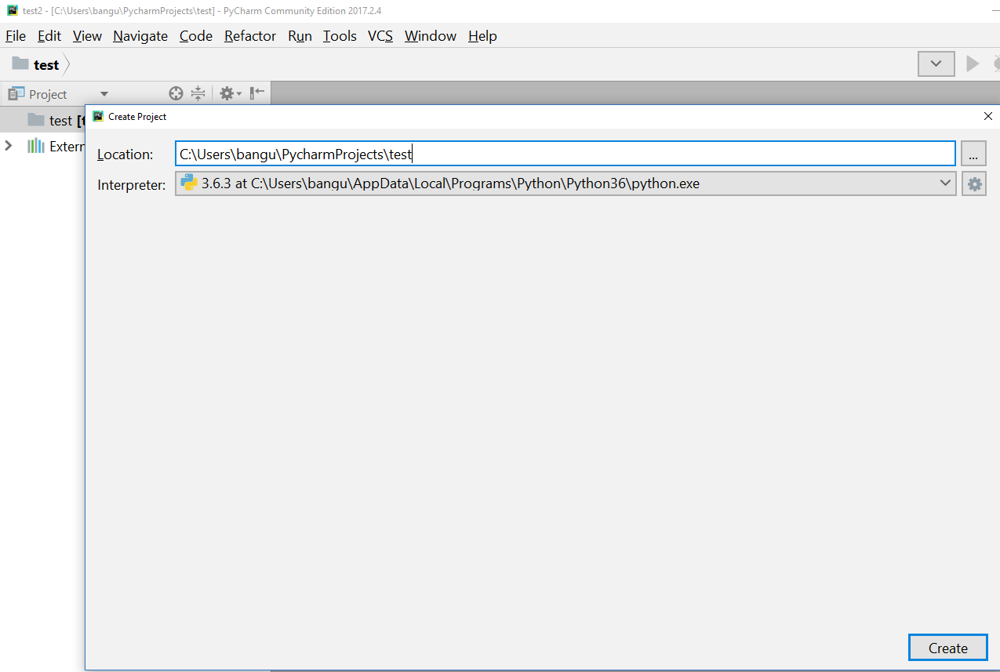 test2 - [C:\Users\bangu\PycharmProjects\test] - PyCharm Community Edition 2017.2.4
File Edit View Navigate Code Refactor Run Tools VCS Window Help
test
Project
test [t
Extern
Create Project
Location: C:\Users\bangu\PycharmProjects\test ...
Interpreter: 3.6.3 at C:\Users\bangu\AppData\Local\Programs\Python\Python36\python.exe
Create